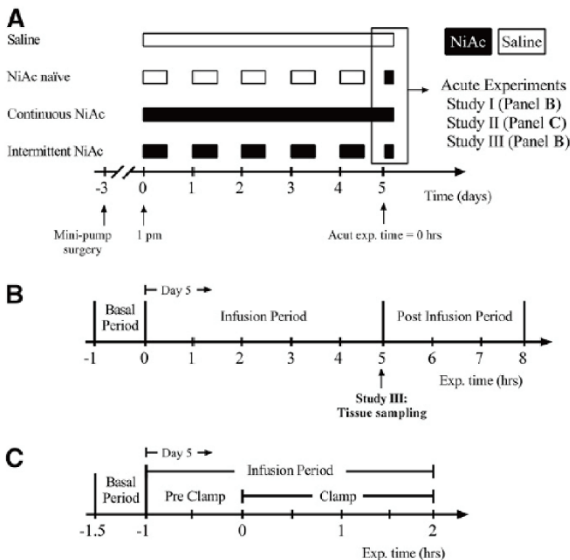 A
NiAc Saline
Saline
NiAc naïve
Continuous NiAc
Intermittent NiAc
Acute Experiments
Study I (Panel B)
Study II (Panel C)
Study III (Panel B)
-3 0 1 2 3 4 5
Time (days)
Mini-pump
surgery
1 pm
Acut exp. time = 0 hrs
B
Day 5
Basal
Period
Infusion Period
Post Infusion Period
-1 0 1 2 3 4 5 6 7 8
Exp. time (hrs)
Study III:
Tissue sampling
C
Day 5
Infusion Period
Basal
Period
Pre Clamp
Clamp
-1.5 -1 0 1 2
Exp. time (hrs)